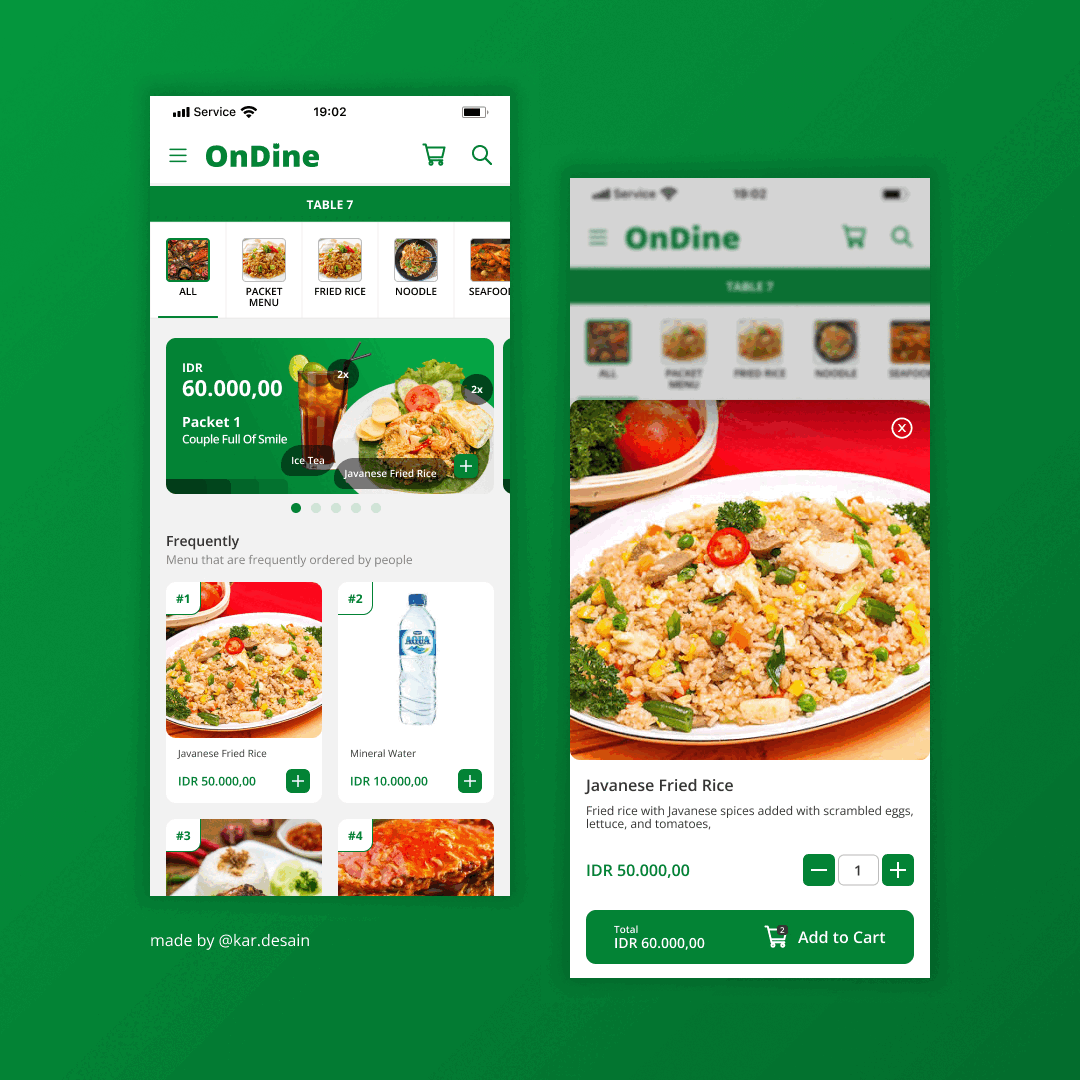 Service
19:02
OnDine
TABLE 7
ALL
PACKET
MENU
FRIED RICE
NOODLE
SEAFOO
IDR
60.000,00
Packet 1
Couple Full Of Smile
2x
2x
Ice Tea
Javanese Fried Rice
Frequently
Menu that are frequently ordered by people
#1
#2
AQUA
Javanese Fried Rice
Mineral Water
IDR 50.000,00
IDR 10.000,00
#3
#4
made by @kar.desain
Service
19:02
OnDine
TABLE 7
ALL
PACKET
MENU
FRIED RICE
NOODLE
SEAFOO
X
Javanese Fried Rice
Fried rice with Javanese spices added with scrambled eggs,
lettuce, and tomatoes,
IDR 50.000,00
1
Total
IDR 60.000,00
2
Add to Cart